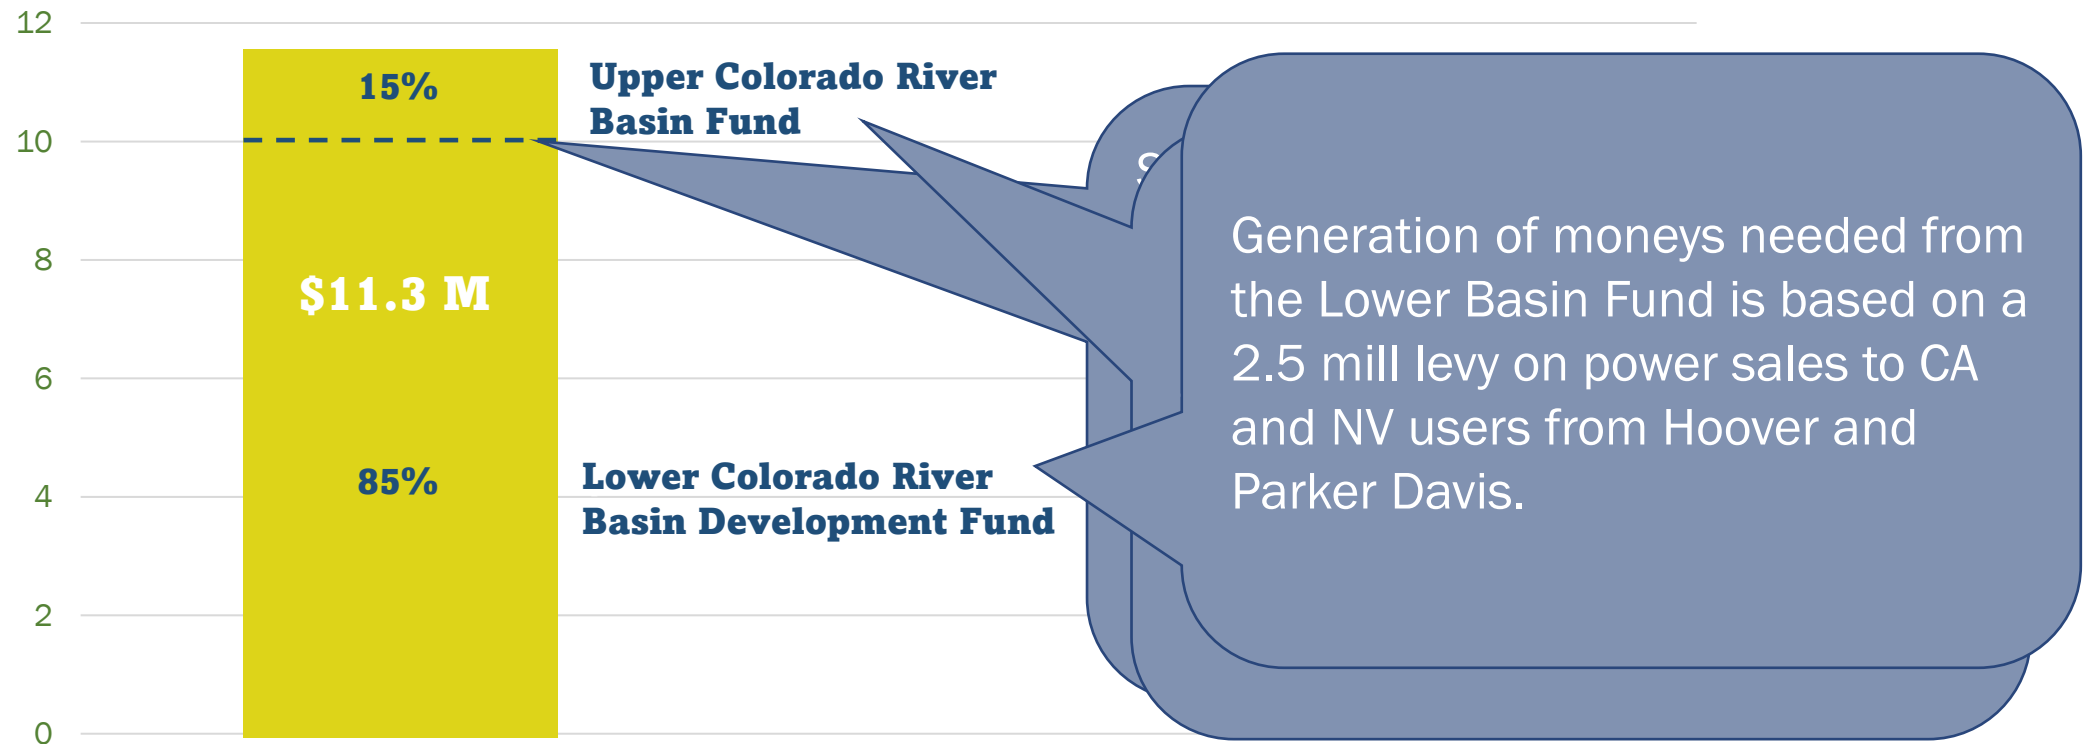 12
10
8
6
4
2
0
15%
$11.3 M
85%
Upper Colorado River
Basin Fund
Lower Colorado River
Basin Development Fund
Generation of moneys needed from
the Lower Basin Fund is based on a
2.5 mill levy on power sales to CA
and NV users from Hoover and
Parker Davis.